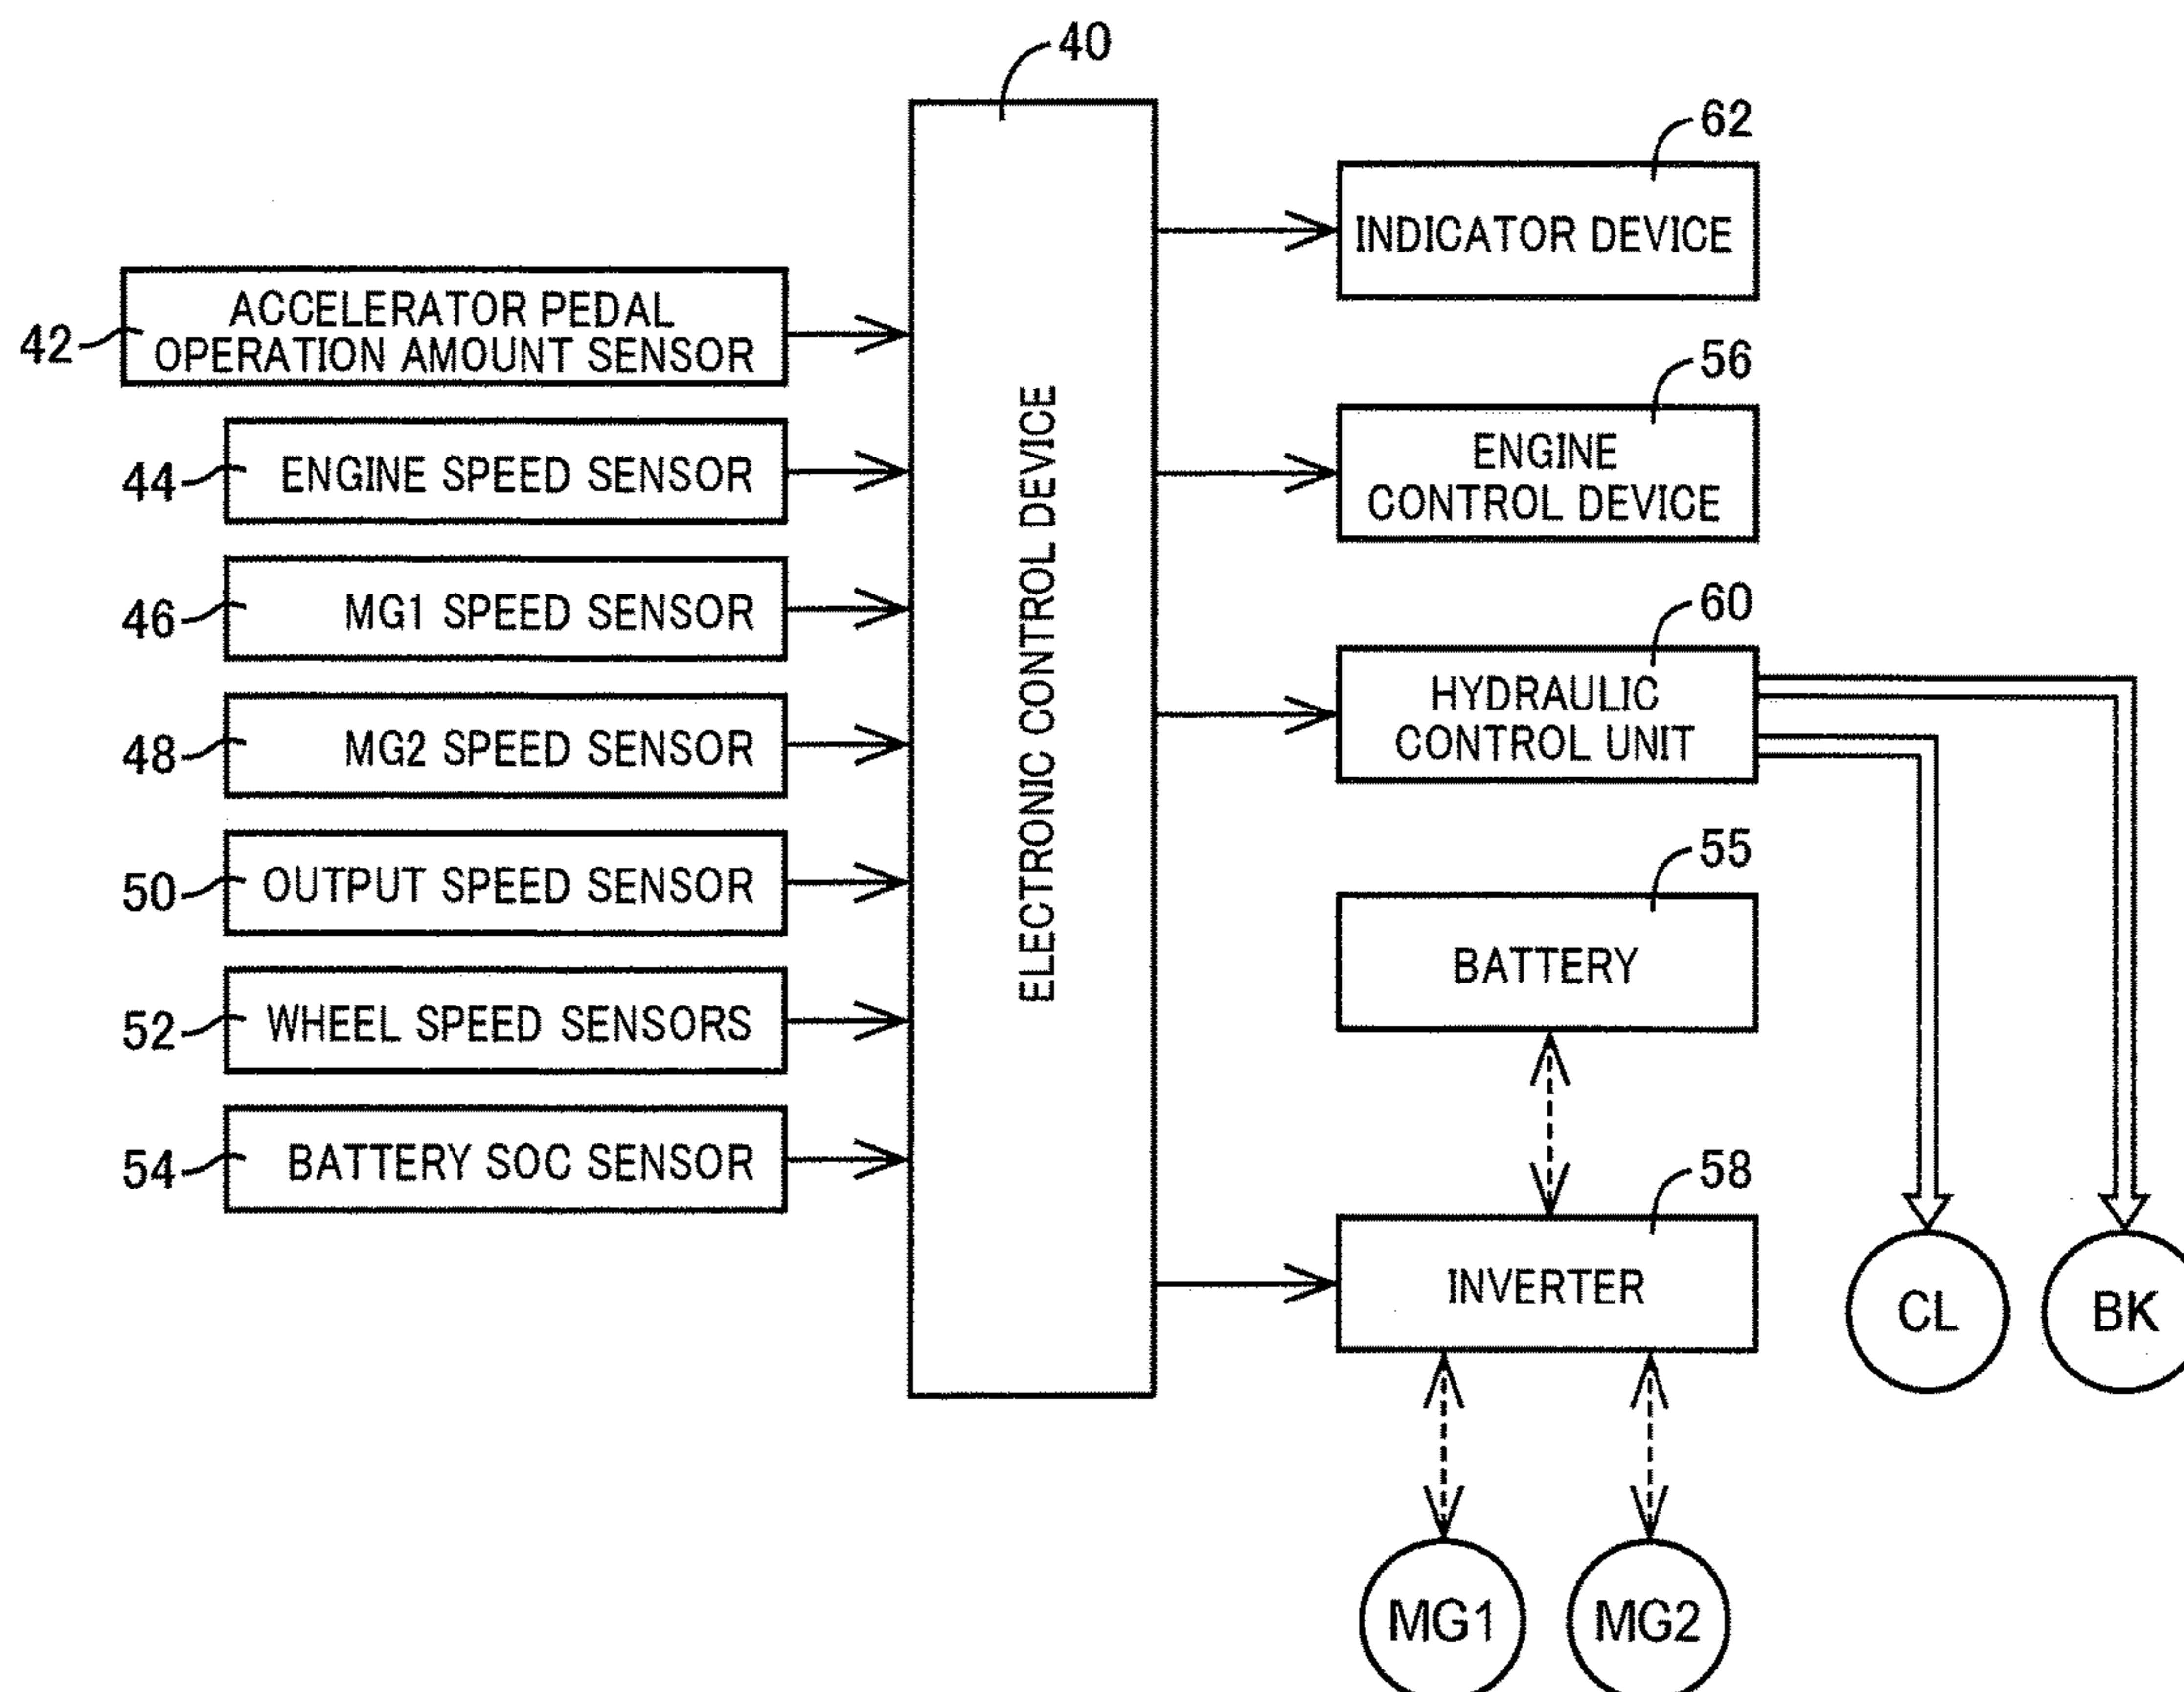 40
62
INDICATOR DEVICE
42
ACCELERATOR PEDAL
OPERATION AMOUNT SENSOR
44
ENGINE SPEED SENSOR
46
MG1 SPEED SENSOR
48
MG2 SPEED SENSOR
50
OUTPUT SPEED SENSOR
52
WHEEL SPEED SENSORS
54
BATTERY SOC SENSOR
ELECTRONIC CONTROL DEVICE
56
ENGINE
CONTROL DEVICE
60
HYDRAULIC
CONTROL UNIT
55
BATTERY
58
INVERTER
CL
BK
MG1
MG2